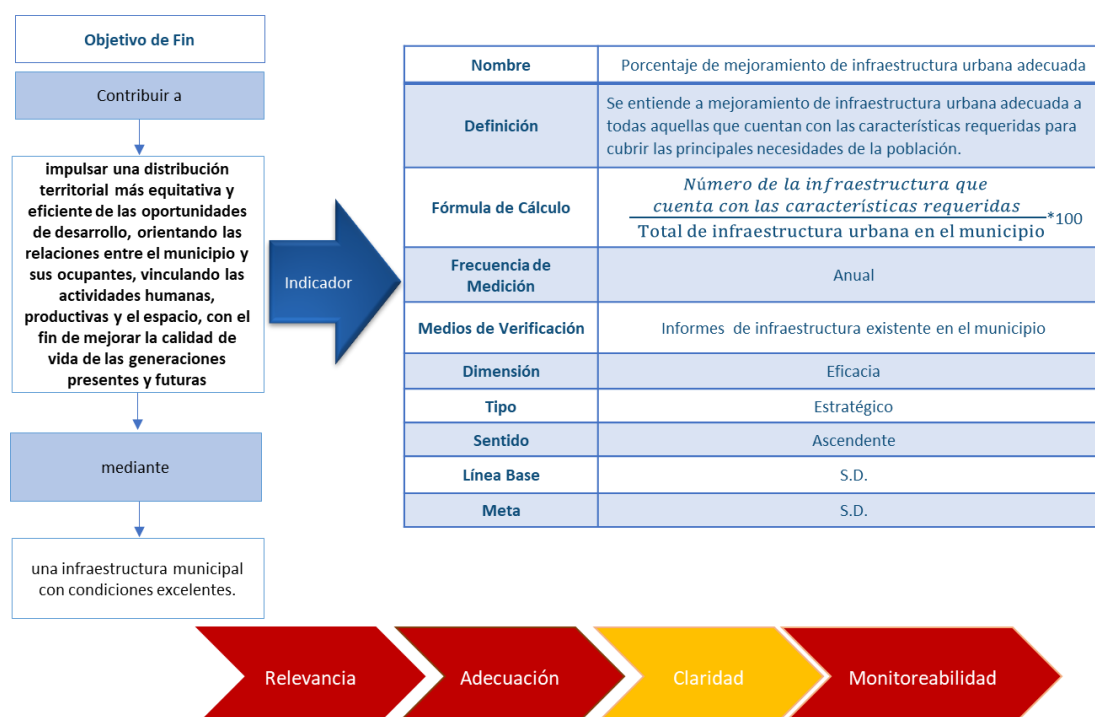 Objetivo de Fin
Contribuir a
impulsar una distribución
territorial más equitativa y
eficiente de las oportunidades
de desarrollo, orientando las
relaciones entre el municipio y
sus ocupantes, vinculando las
actividades humanas,
productivas y el espacio, con el
fin de mejorar la calidad de
vida de las generaciones
presentes y futuras
mediante
una infraestructura municipal
con condiciones excelentes.
Indicador
Nombre
Porcentaje de mejoramiento de infraestructura urbana adecuada
Definición
Se entiende a mejoramiento de infraestructura urbana adecuada a
todas aquellas que cuentan con las características requeridas para
cubrir las principales necesidades de la población.
Fórmula de Cálculo
Número de la infraestructura que
cuenta con las características requeridas
Total de infraestructura urbana en el municipio
*100
Frecuencia de
Medición
Anual
Medios de Verificación
Informes de infraestructura existente en el municipio
Dimensión
Eficacia
Tipo
Estratégico
Sentido
Ascendente
Línea Base
S.D.
Meta
S.D.
Relevancia
Adecuación
Claridad
Monitoreabilidad